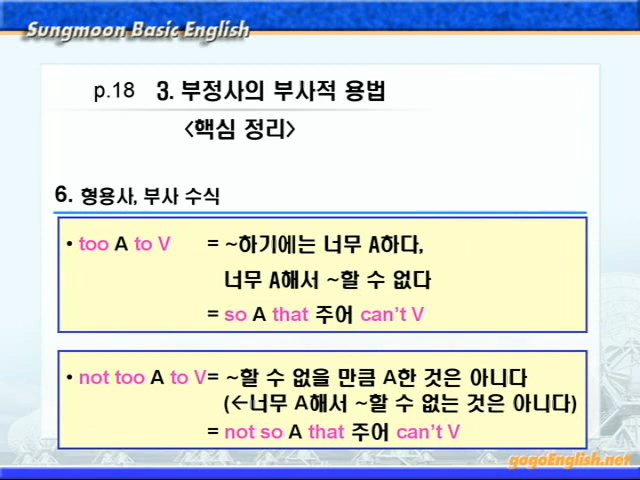 Sungmoon Basic English
p.18 3. 부정사의 부사적 용법
<핵심 정리>
6. 형용사, 부사 수식
• too A to V = ~하기에는 너무 A하다,
너무 A해서 ~할 수 없다
= so A that 주어 can't V
• not too A to V= ~할 수 없을 만큼 A한 것은 아니다
(←너무 A해서 ~할 수 없는 것은 아니다)
= not so A that 주어 can't V
gogoEnglish.net